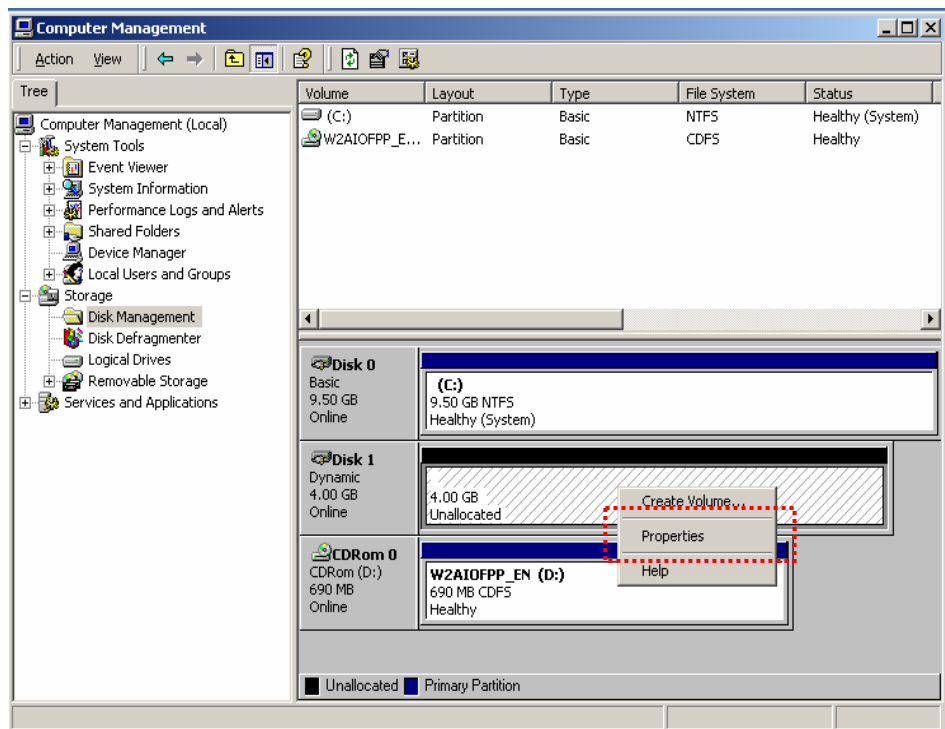 Computer Management
Action View
Tree
Computer Management (Local)
System Tools
Event Viewer
System Information
Performance Logs and Alerts
Shared Folders
Device Manager
Local Users and Groups
Storage
Disk Management
Disk Defragmenter
Logical Drives
Removable Storage
Services and Applications
Volume Layout Type File System Status
(C:) Partition Basic NTFS Healthy (System)
W2AIOFPP_E... Partition Basic CDFS Healthy
Disk 0
Basic
9.50 GB
Online
(C:)
9.50 GB NTFS
Healthy (System)
Disk 1
Dynamic
4.00 GB
Online
4.00 GB
Unallocated
Create Volume...
Properties
Help
CDRom 0
CDRom (D:)
690 MB
Online
W2AIOFPP_EN (D:)
690 MB CDFS
Healthy
Unallocated Primary Partition